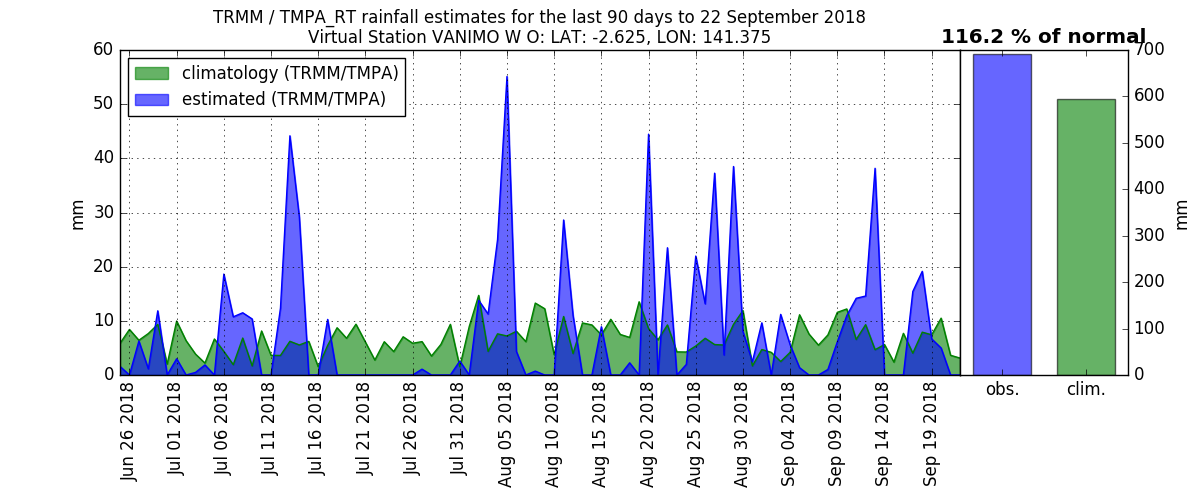 TRMM / TMPA_RT rainfall estimates for the last 90 days to 22 September 2018
Virtual Station VANIMO W O: LAT: -2.625, LON: 141.375
116.2 % of normal
climatology (TRMM/TMPA)
estimated (TRMM/TMPA)
60
50
40
30
20
10
0
mm
Jun 26 2018
Jul 01 2018
Jul 06 2018
Jul 11 2018
Jul 16 2018
Jul 21 2018
Jul 26 2018
Jul 31 2018
Aug 05 2018
Aug 10 2018
Aug 15 2018
Aug 20 2018
Aug 25 2018
Aug 30 2018
Sep 04 2018
Sep 09 2018
Sep 14 2018
Sep 19 2018
obs.
clim.
700
600
500
400
300
200
100
0
mm